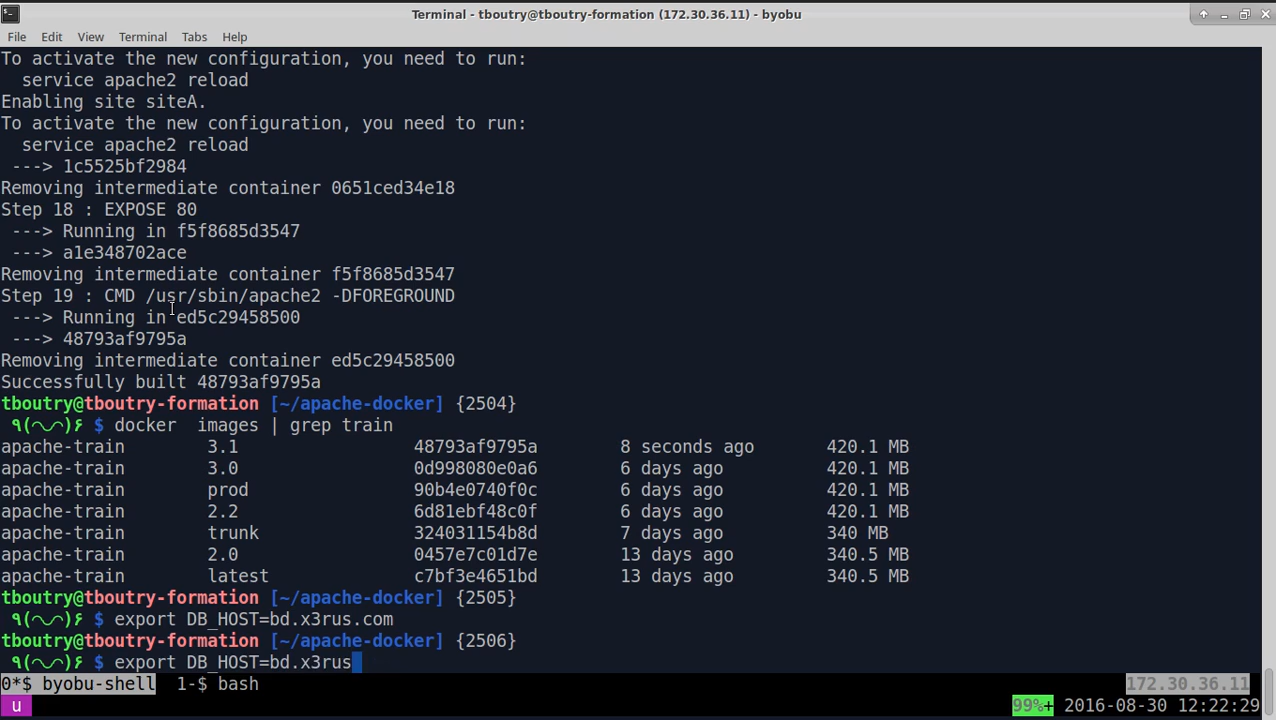 Terminal - tboutry@tboutry-formation (172.30.36.11) - byobu
File Edit View Terminal Tabs Help
To activate the new configuration, you need to run:
  service apache2 reload
Enabling site siteA.
To activate the new configuration, you need to run:
  service apache2 reload
 ---> 1c5525bf2984
Removing intermediate container 0651ced34e18
Step 18 : EXPOSE 80
 ---> Running in f5f8685d3547
 ---> a1e348702ace
Removing intermediate container f5f8685d3547
Step 19 : CMD /usr/sbin/apache2 -DFOREGROUND
 ---> Running in ed5c29458500
 ---> 48793af9795a
Removing intermediate container ed5c29458500
Successfully built 48793af9795a
tboutry@tboutry-formation [~/apache-docker] {2504}
 ٩(◠◡◠)۶ $ docker  images | grep train
apache-train        3.1                 48793af9795a        8 seconds ago       420.1 MB
apache-train        3.0                 0d998080e0a6        6 days ago          420.1 MB
apache-train        prod                90b4e0740f0c        6 days ago          420.1 MB
apache-train        2.2                 6d81ebf48c0f        6 days ago          420.1 MB
apache-train        trunk               324031154b8d        7 days ago          340 MB
apache-train        2.0                 0457e7c01d7e        13 days ago         340.5 MB
apache-train        latest              c7bf3e4651bd        13 days ago         340.5 MB
tboutry@tboutry-formation [~/apache-docker] {2505}
 ٩(◠◡◠)۶ $ export DB_HOST=bd.x3rus.com
tboutry@tboutry-formation [~/apache-docker] {2506}
 ٩(◠◡◠)۶ $ export DB_HOST=bd.x3rus
0*$ byobu-shell  1-$ bash 172.30.36.11
u 99%+ 2016-08-30 12:22:29